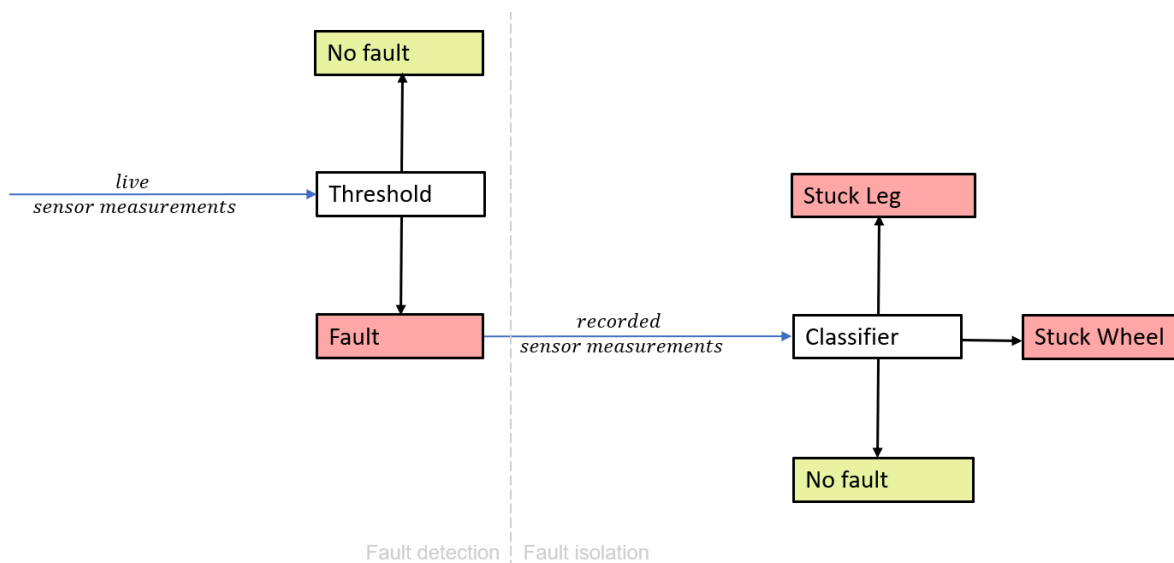 No fault
live
sensor measurements
Threshold
Stuck Leg
Fault
recorded
sensor measurements
Classifier
Stuck Wheel
No fault
Fault detection
Fault isolation